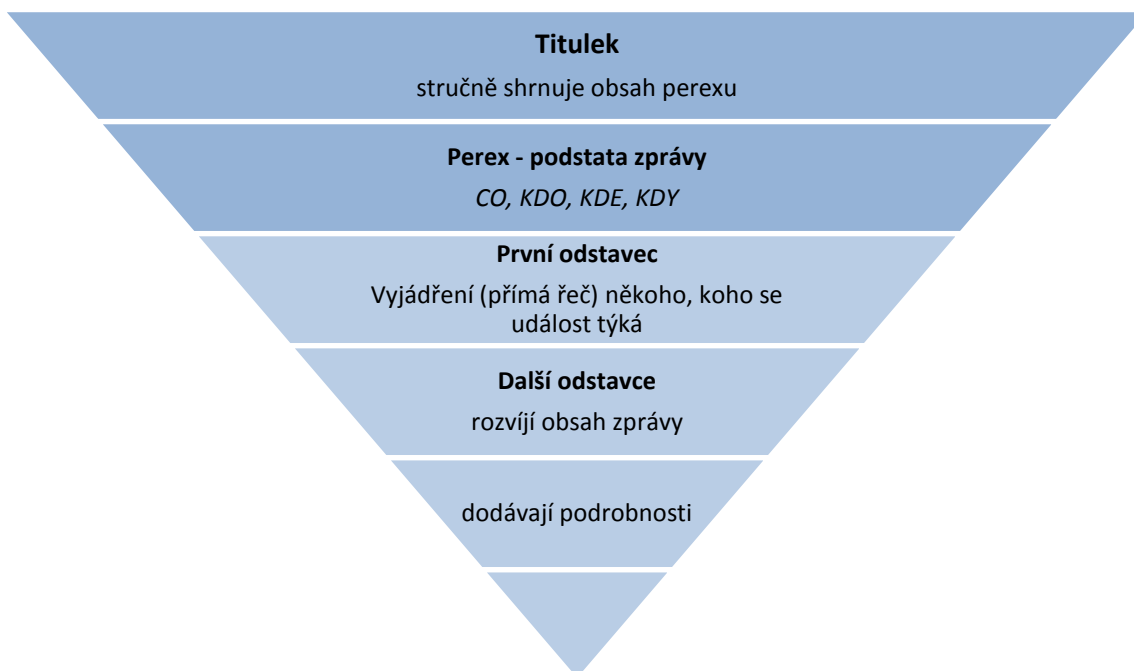 Titulek
stručně shrnuje obsah perexu
Perex - podstata zprávy
CO, KDO, KDE, KDY
První odstavec
Vyjádření (přímá řeč) někoho, koho se
událost týká
Další odstavce
rozvíjí obsah zprávy
dodávají podrobnosti